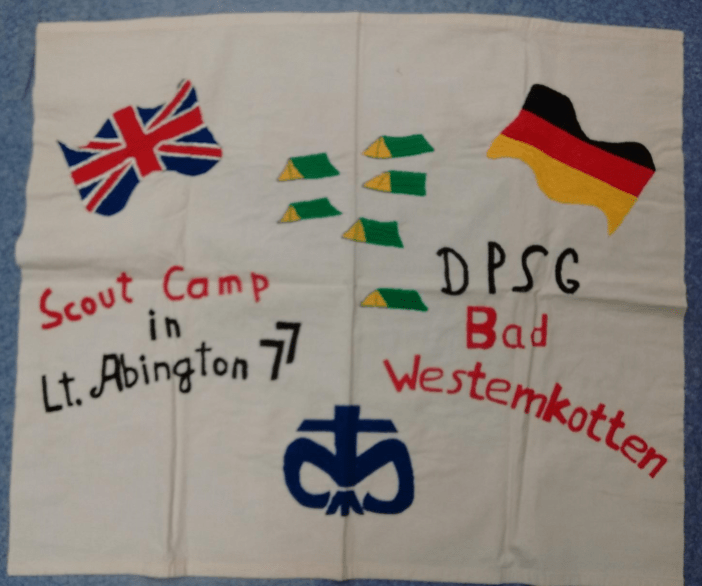 Scout Camp
in
Lt. Abington 77
DPSG
Bad
Westernkotten